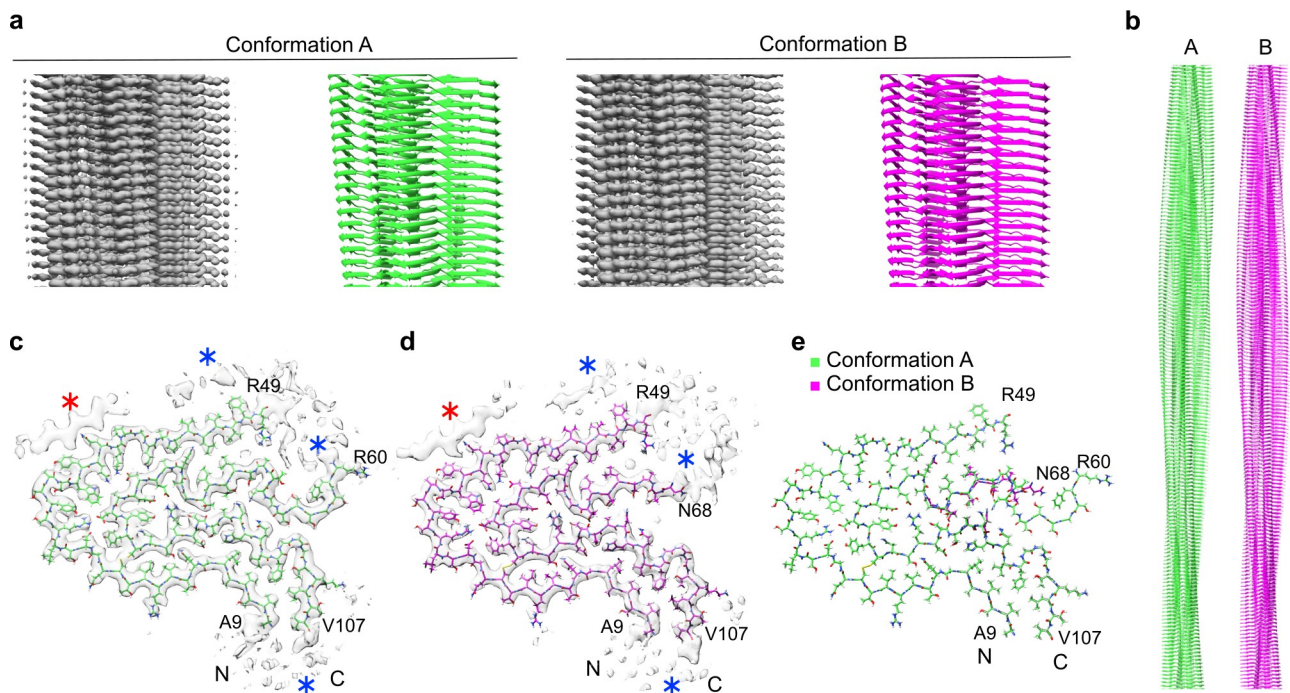 a
Conformation A
Conformation B
b
A B
c
R49
R60
A9
V107
N
C
d
R49
N68
A9
V107
N
C
e
Conformation A
Conformation B
R49
N68
R60
A9
V107
N
C